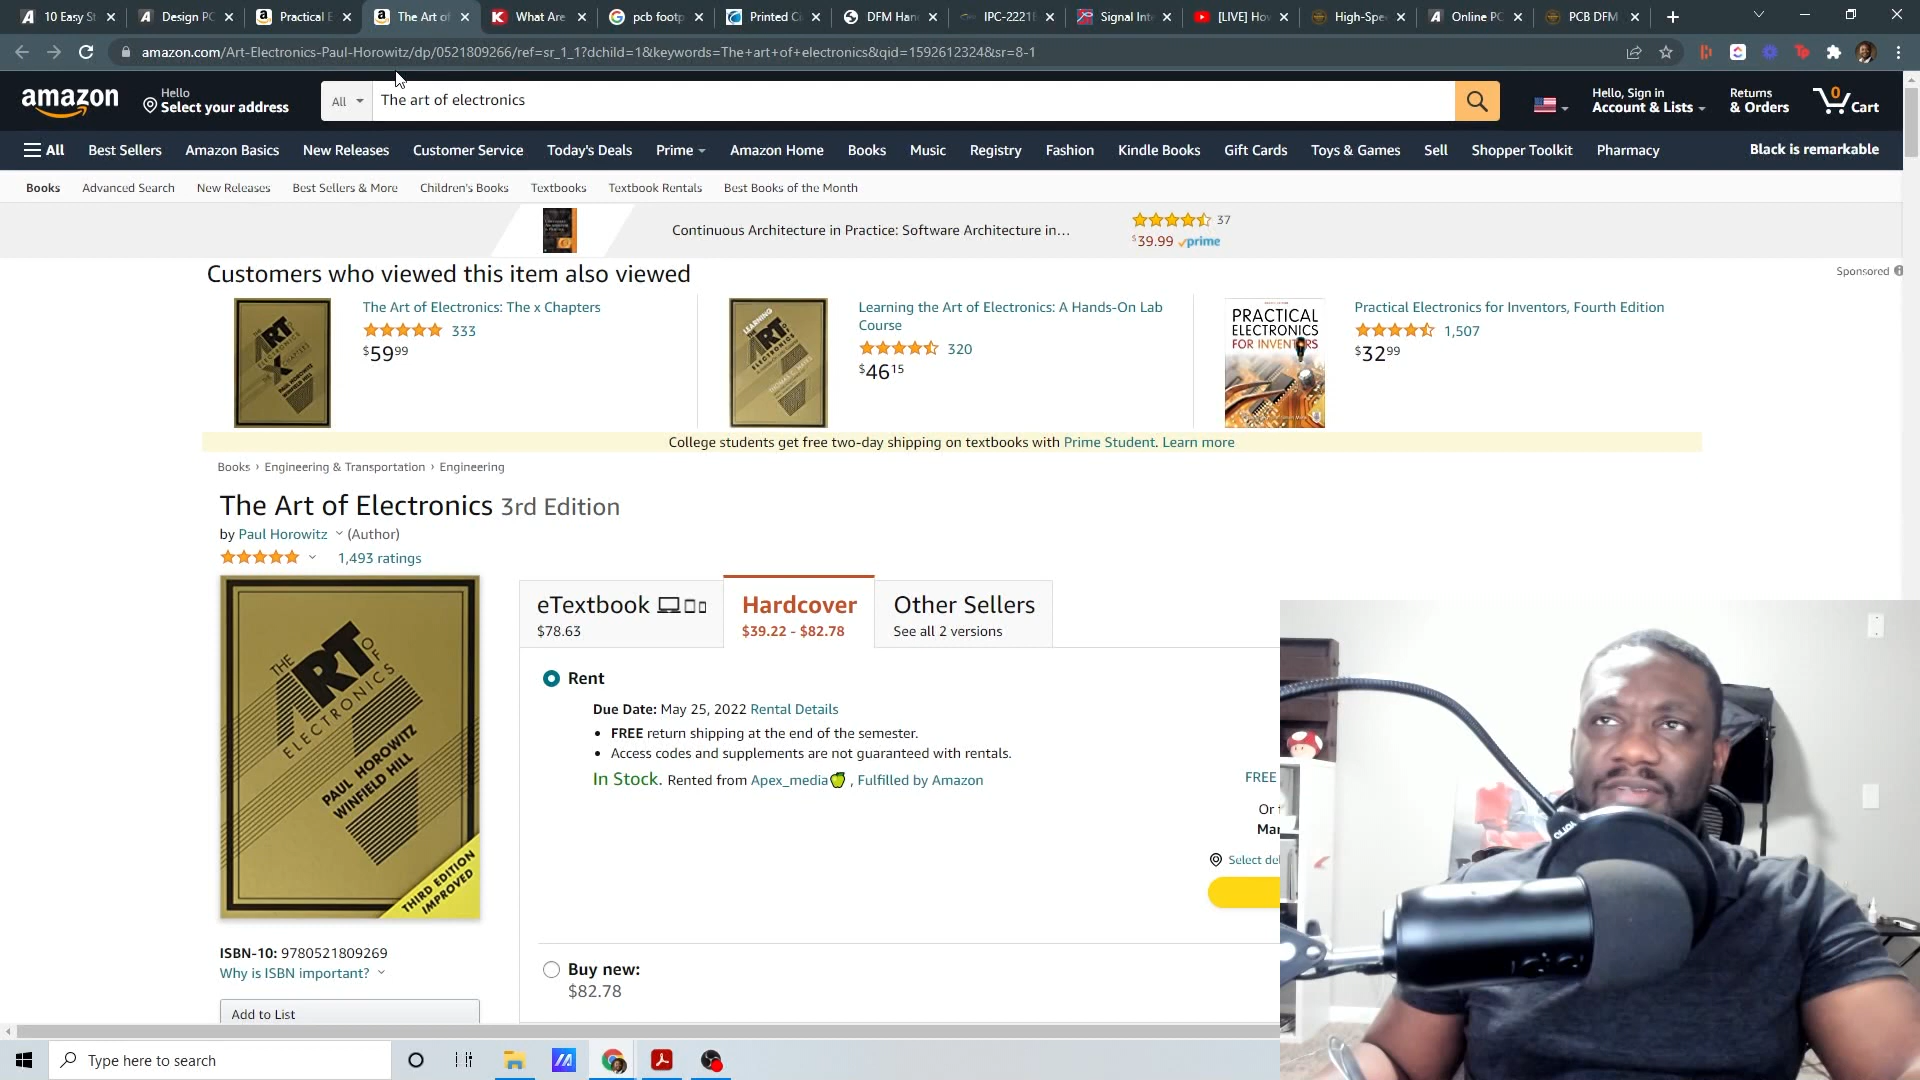 10 Easy St
Design PC
Practical E
The Art of
What Are
pcb footp
Printed Ci
DFM Han
IPC-2221
Signal Inte
[LIVE] Ho
High-Spe
Online PC
PCB DFM
amazon.com/Art-Electronics-Paul-Horowitz/dp/0521809266/ref=sr_1_1?dchild=1&keywords=The+art+of+electronics&qid=1592612324&sr=8-1
amazon
Hello
Select your address
All
The art of electronics
Hello, Sign in
Account & Lists
Returns
& Orders
0
Cart
All
Best Sellers
Amazon Basics
New Releases
Customer Service
Today's Deals
Prime
Amazon Home
Books
Music
Registry
Fashion
Kindle Books
Gift Cards
Toys & Games
Sell
Shopper Toolkit
Pharmacy
Black is remarkable
Books
Advanced Search
New Releases
Best Sellers & More
Children's Books
Textbooks
Textbook Rentals
Best Books of the Month
Continuous Architecture in Practice: Software Architecture in...
37
$39.99 prime
Customers who viewed this item also viewed
Sponsored
The Art of Electronics: The x Chapters
333
$5999
Learning the Art of Electronics: A Hands-On Lab
Course
320
$4615
PRACTICAL
ELECTRONICS
FOR INVENTORS
Practical Electronics for Inventors, Fourth Edition
1,507
$3299
College students get free two-day shipping on textbooks with Prime Student. Learn more
Books › Engineering & Transportation › Engineering
The Art of Electronics 3rd Edition
by Paul Horowitz (Author)
1,493 ratings
THE
ART OF
ELECTRONICS
PAUL HOROWITZ
WINFIELD HILL
THIRD EDITION
IMPROVED
eTextbook
$78.63
Hardcover
$39.22 - $82.78
Other Sellers
See all 2 versions
Rent
Due Date: May 25, 2022 Rental Details
• FREE return shipping at the end of the semester.
• Access codes and supplements are not guaranteed with rentals.
In Stock. Rented from Apex_media , Fulfilled by Amazon
FREE
Or
Mar
Select de
Buy new:
$82.78
ISBN-10: 9780521809269
Why is ISBN important?
Add to List
Type here to search